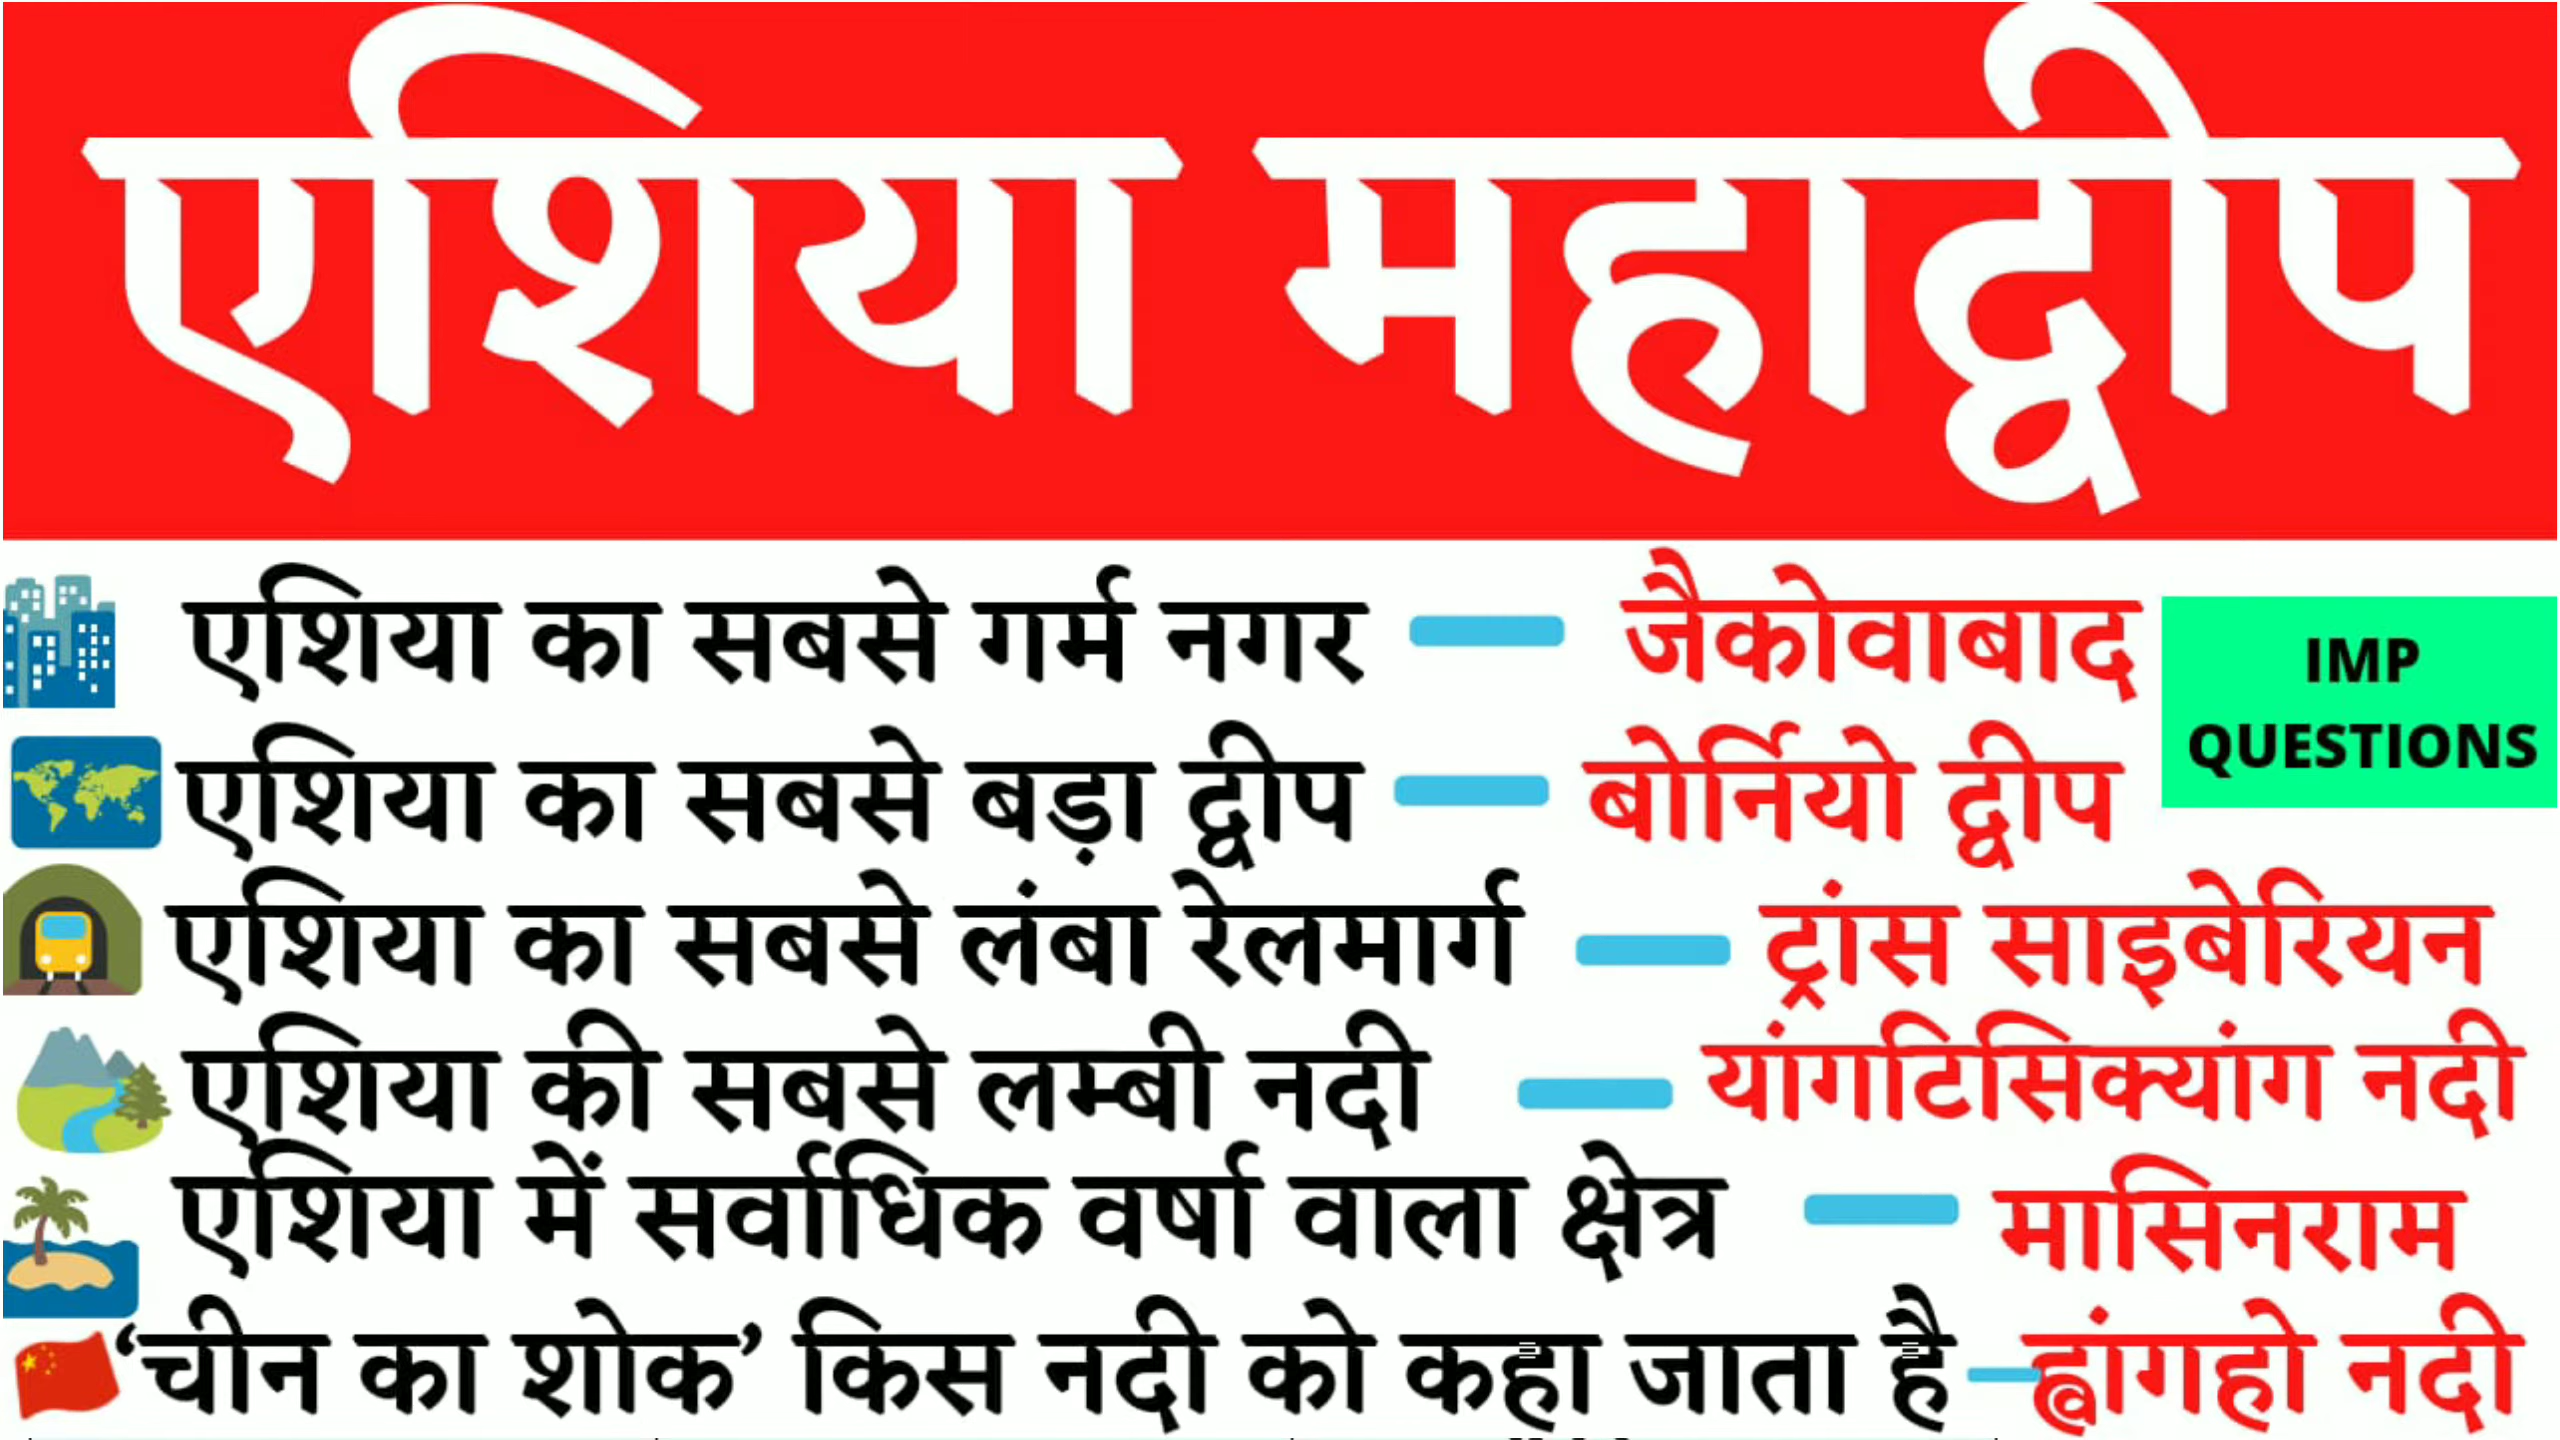 एशिया महाद्वीप
एशिया का सबसे गर्म नगर — जैकोवाबाद
IMP
QUESTIONS
एशिया का सबसे बड़ा द्वीप — बोर्नियो द्वीप
एशिया का सबसे लंबा रेलमार्ग — ट्रांस साइबेरियन
एशिया की सबसे लम्बी नदी — यांगटिसिक्यांग नदी
एशिया में सर्वाधिक वर्षा वाला क्षेत्र — मासिनराम
‘चीन का शोक’ किस नदी को कहा जाता है — ह्वांगहो नदी